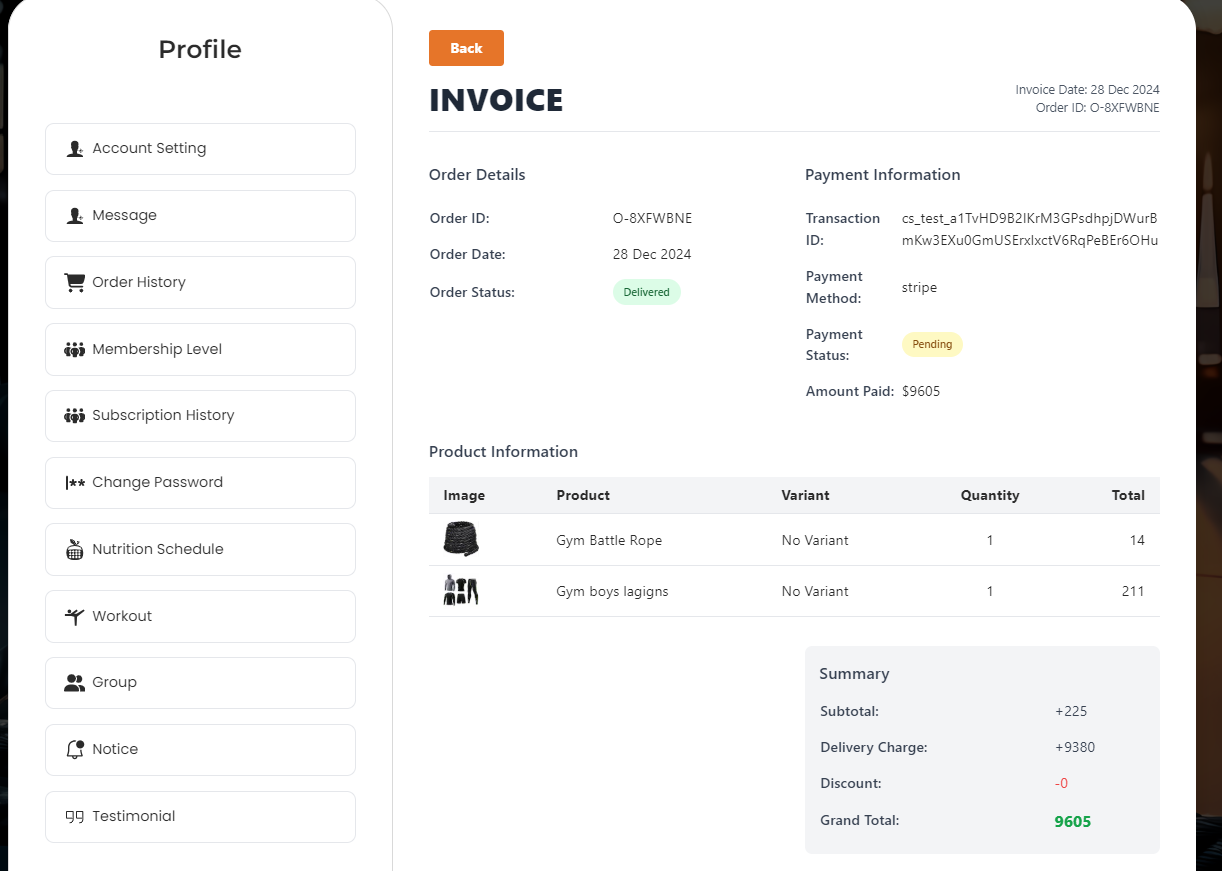 Profile
Account Setting
Message
Order History
Membership Level
Subscription History
Change Password
Nutrition Schedule
Workout
Group
Notice
Testimonial
Back
INVOICE
Invoice Date: 28 Dec 2024
Order ID: O-8XFWBNE
Order Details
Order ID: O-8XFWBNE
Order Date: 28 Dec 2024
Order Status: Delivered
Payment Information
Transaction ID: cs_test_a1TvHD9B2IKrM3GPsdhpjDWurB
mKw3EXu0GmUSErxlxctV6RqPeBEr6OHu
Payment Method: stripe
Payment Status: Pending
Amount Paid: $9605
Product Information
Image Product Variant Quantity Total
Gym Battle Rope No Variant 1 14
Gym boys lagigns No Variant 1 211
Summary
Subtotal: +225
Delivery Charge: +9380
Discount: -0
Grand Total: 9605